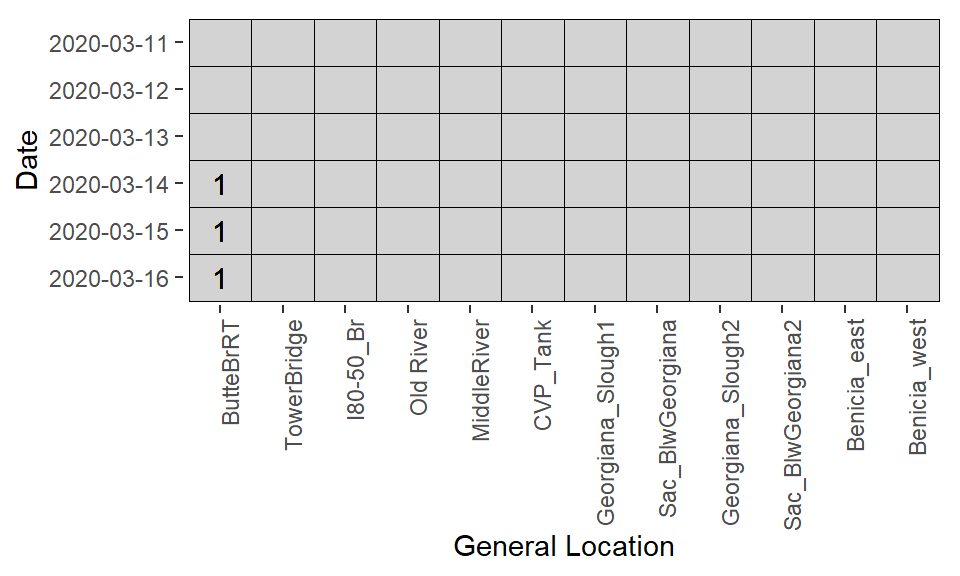 Date
2020-03-11
2020-03-12
2020-03-13
2020-03-14 1
2020-03-15 1
2020-03-16 1
ButteBrRT
TowerBridge
I80-50_Br
Old River
MiddleRiver
CVP_Tank
Georgiana_Slough1
Sac_BlwGeorgiana
Georgiana_Slough2
Sac_BlwGeorgiana2
Benicia_east
Benicia_west
General Location